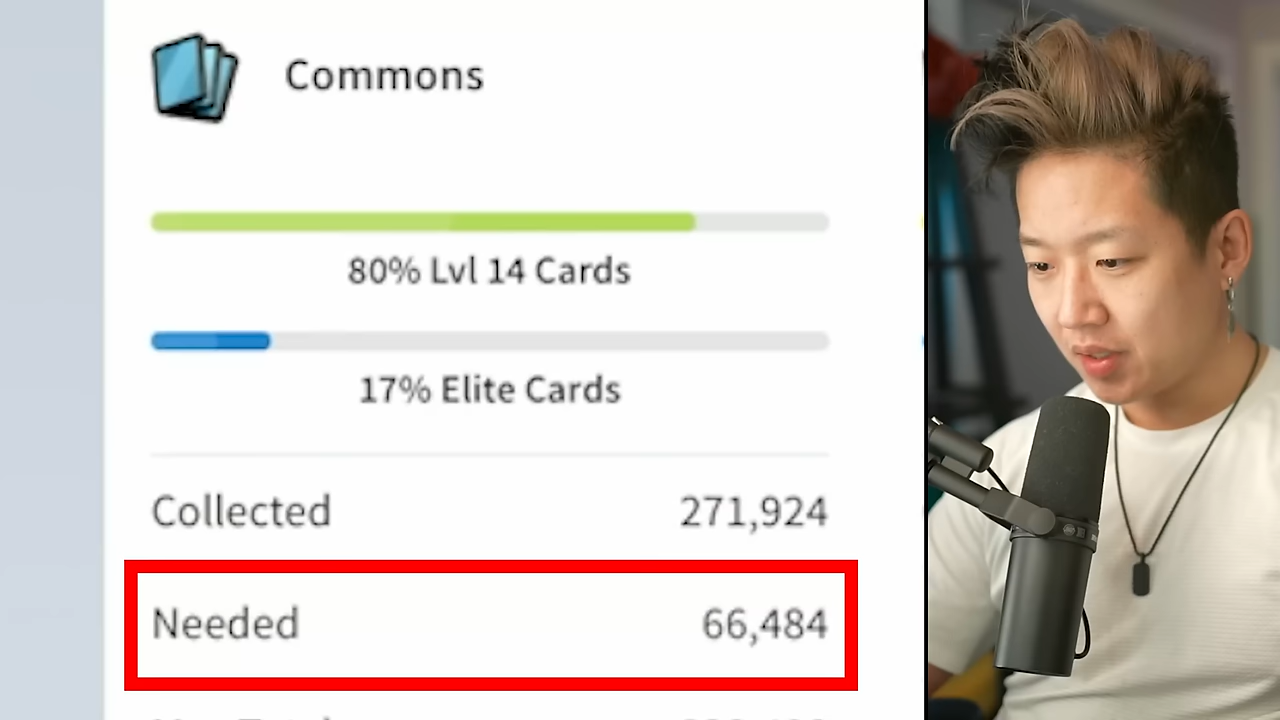 Commons
80% Lvl 14 Cards
17% Elite Cards
Collected 271,924
Needed 66,484